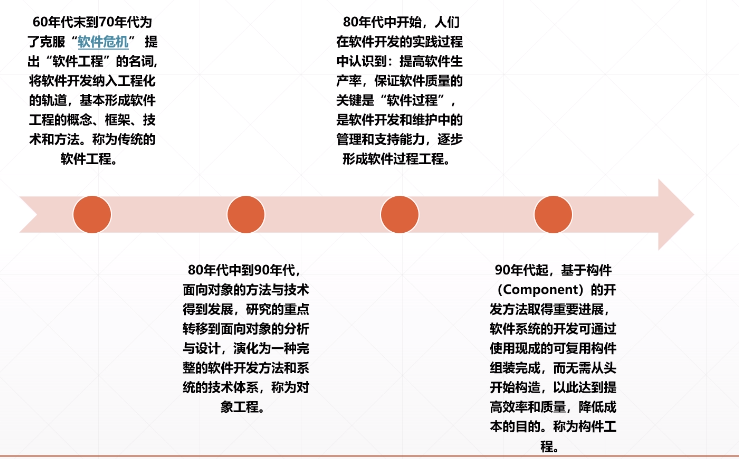 60年代末到70年代为
了克服“软件危机” 提
出“软件工程”的名词,
将软件开发纳入工程化
的轨道，基本形成软件
工程的概念、框架、技
术和方法。称为传统的
软件工程。
80年代中到90年代，
面向对象的方法与技术
得到发展，研究的重点
转移到面向对象的分析
与设计，演化为一种完
整的软件开发方法和系
统的技术体系，称为对
象工程。
80年代中开始，人们
在软件开发的实践过程
中认识到：提高软件生
产率，保证软件质量的
关键是“软件过程”，
是软件开发和维护中的
管理和支持能力，逐步
形成软件过程工程。
90年代起，基于构件
（Component）的开
发方法取得重要进展，
软件系统的开发可通过
使用现成的可复用构件
组装完成，而无需从头
开始构造，以此达到提
高效率和质量，降低成
本的目的。称为构件工
程。